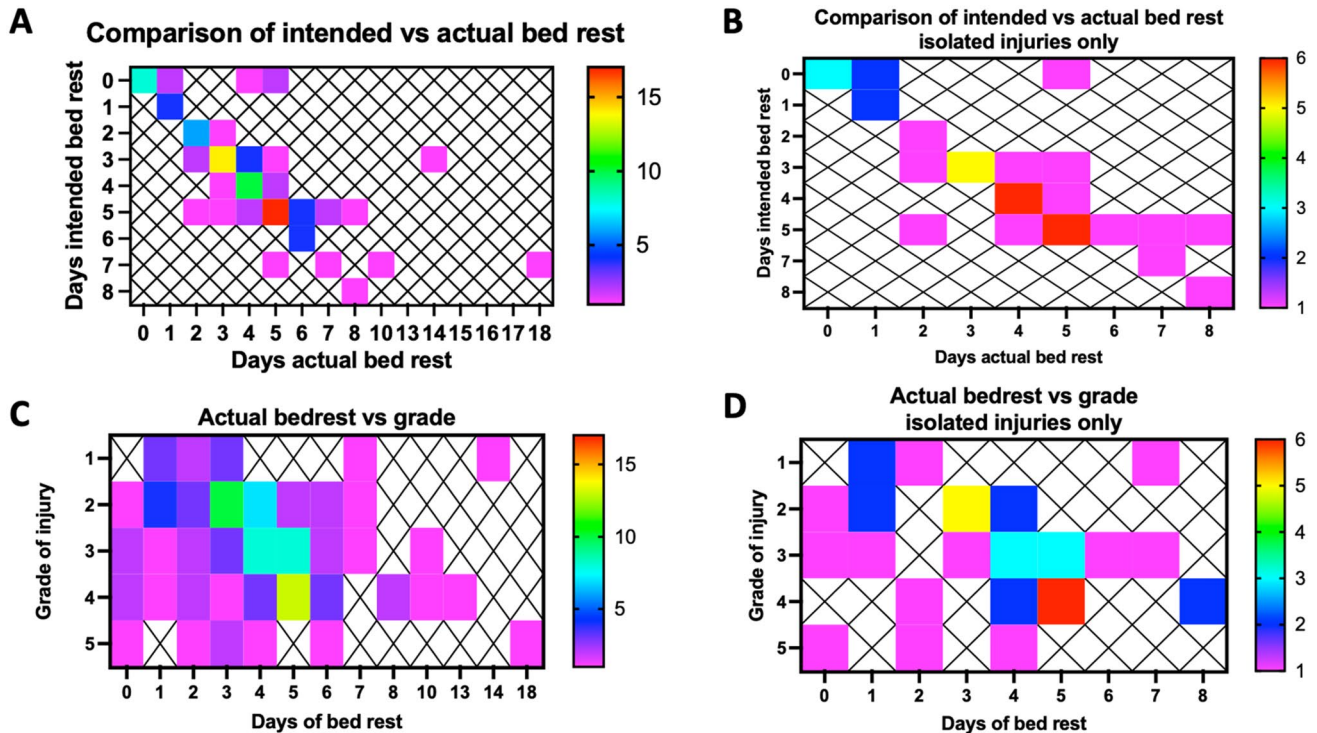 A
Comparison of intended vs actual bed rest
Days intended bed rest
0
1
2
3
4
5
6
7
8
0 1 2 3 4 5 6 7 8 10 13 14 15 16 17 18
Days actual bed rest
15
10
5
B
Comparison of intended vs actual bed rest
isolated injuries only
Days intended bed rest
0
1
2
3
4
5
7
8
0 1 2 3 4 5 6 7 8
Days actual bed rest
6
5
4
3
2
1
C
Actual bedrest vs grade
Grade of injury
1
2
3
4
5
0 1 2 3 4 5 6 7 8 10 13 14 18
Days of bed rest
15
10
5
D
Actual bedrest vs grade
isolated injuries only
Grade of injury
1
2
3
4
5
0 1 2 3 4 5 6 7 8
Days of bed rest
6
5
4
3
2
1